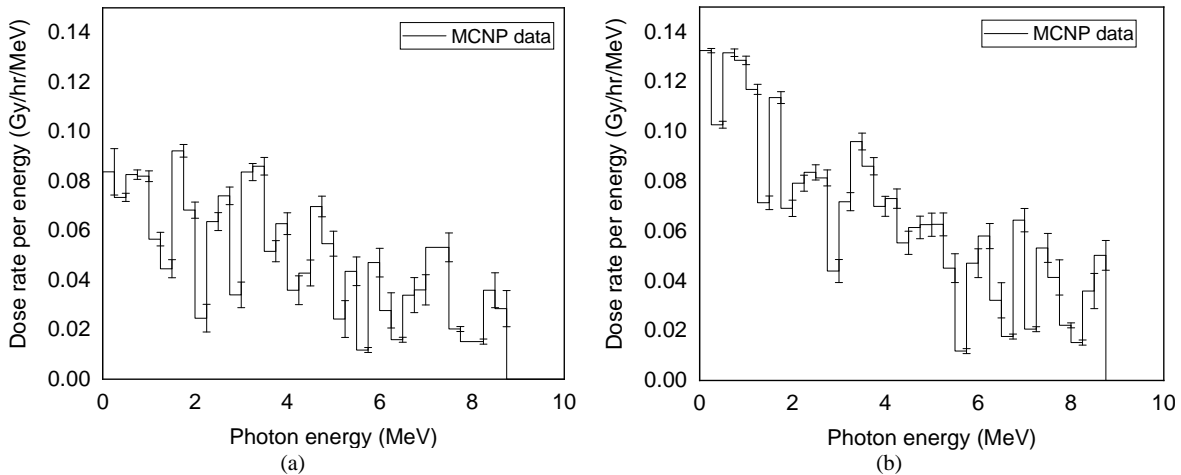 0.14
0.12
0.10
0.08
0.06
0.04
0.02
0.00
Dose rate per energy (Gy/hr/MeV)
MCNP data
0 2 4 6 8 10
Photon energy (MeV)
(a)
0.14
0.12
0.10
0.08
0.06
0.04
0.02
0.00
Dose rate per energy (Gy/hr/MeV)
MCNP data
0 2 4 6 8 10
Photon energy (MeV)
(b)